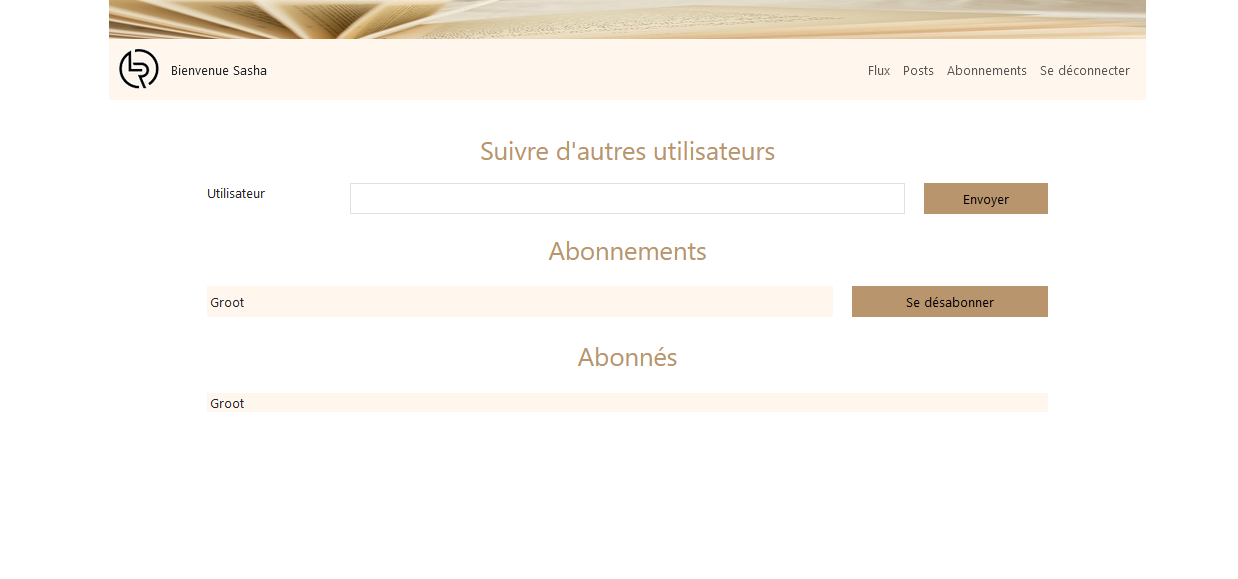 Bienvenue Sasha
Flux Posts Abonnements Se déconnecter
Suivre d'autres utilisateurs
Utilisateur
Envoyer
Abonnements
Groot
Se désabonner
Abonnés
Groot